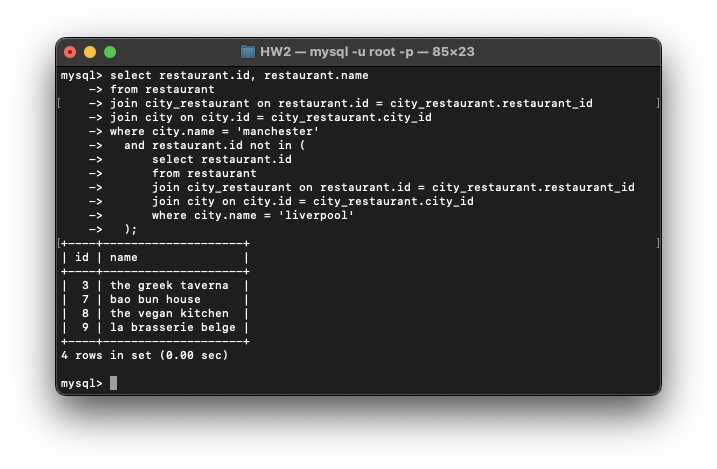 HW2 — mysql -u root -p — 85×23
mysql> select restaurant.id, restaurant.name
    -> from restaurant
[    -> join city_restaurant on restaurant.id = city_restaurant.restaurant_id ]
    -> join city on city.id = city_restaurant.city_id
    -> where city.name = 'manchester'
    ->   and restaurant.id not in (
    ->       select restaurant.id
    ->       from restaurant
    ->       join city_restaurant on restaurant.id = city_restaurant.restaurant_id
    ->       join city on city.id = city_restaurant.city_id
    ->       where city.name = 'liverpool'
    ->   );
[+----+--------------------+ ]
| id | name               |
+----+--------------------+
|  3 | the greek taverna  |
|  7 | bao bun house      |
|  8 | the vegan kitchen  |
|  9 | la brasserie belge |
+----+--------------------+
4 rows in set (0.00 sec)
mysql>